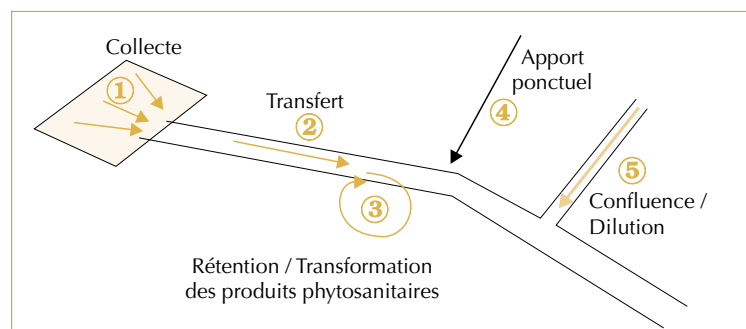 Collecte
1
Transfert
2
Apport
ponctuel
4
5
Confluence /
Dilution
3
Rétention / Transformation
des produits phytosanitaires